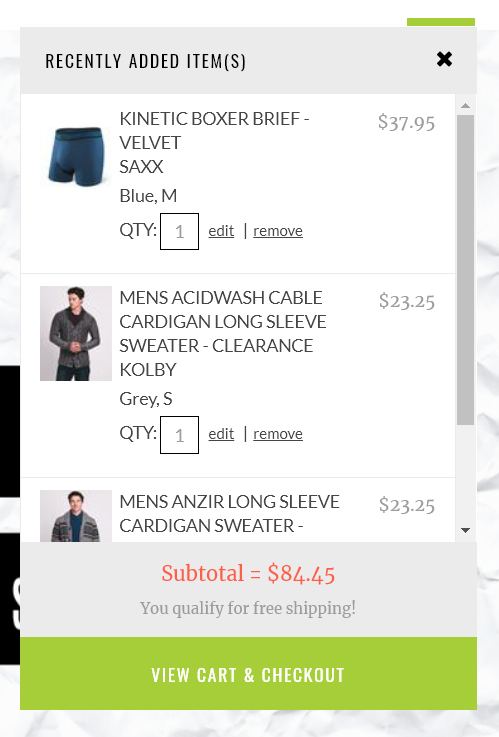 RECENTLY ADDED ITEM(S)
KINETIC BOXER BRIEF -
VELVET
SAXX
$37.95
Blue, M
QTY: 1 edit | remove
MENS ACIDWASH CABLE
CARDIGAN LONG SLEEVE
SWEATER - CLEARANCE
KOLBY
$23.25
Grey, S
QTY: 1 edit | remove
MENS ANZIR LONG SLEEVE
CARDIGAN SWEATER -
$23.25
Subtotal = $84.45
You qualify for free shipping!
VIEW CART & CHECKOUT